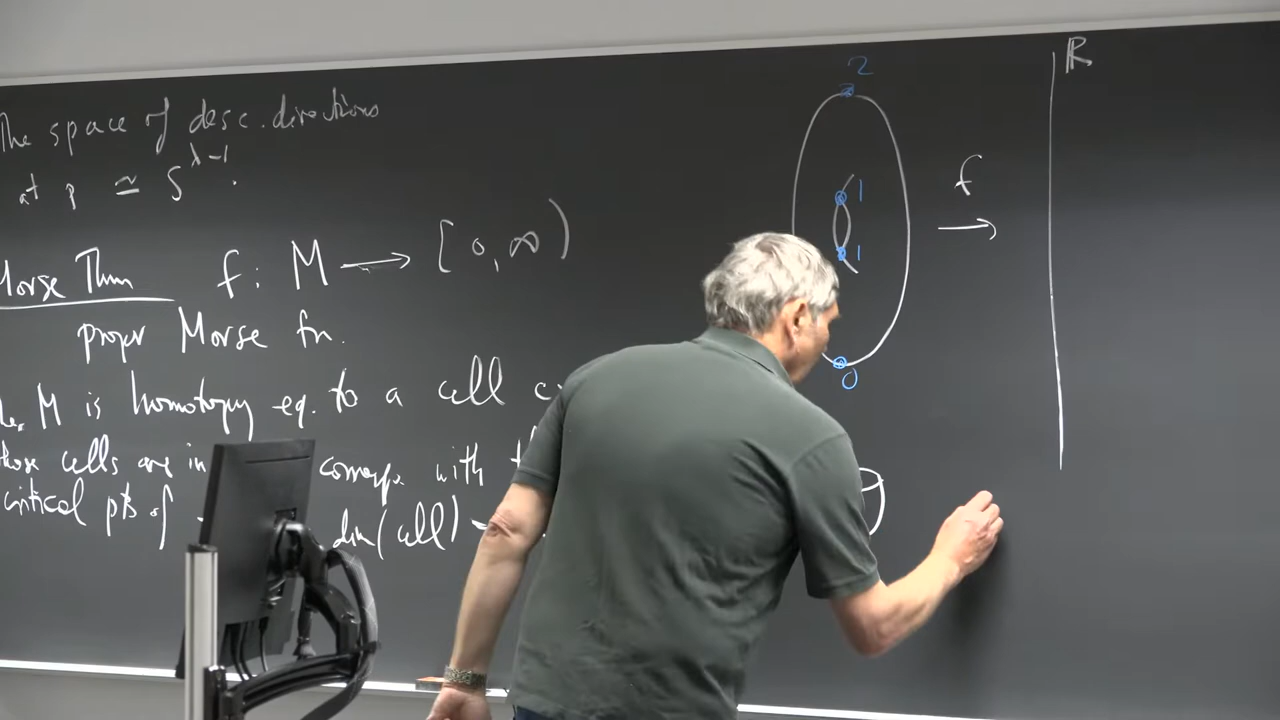 The space of desc. directions
at p ≃ S^{λ-1}.
Morse Thm f: M → [0, ∞)
proper Morse fn.
M is homotopy eq. to a cell
cells are in with
critical pts of dim(cell)
2
1
1
0
f
→
ℝ